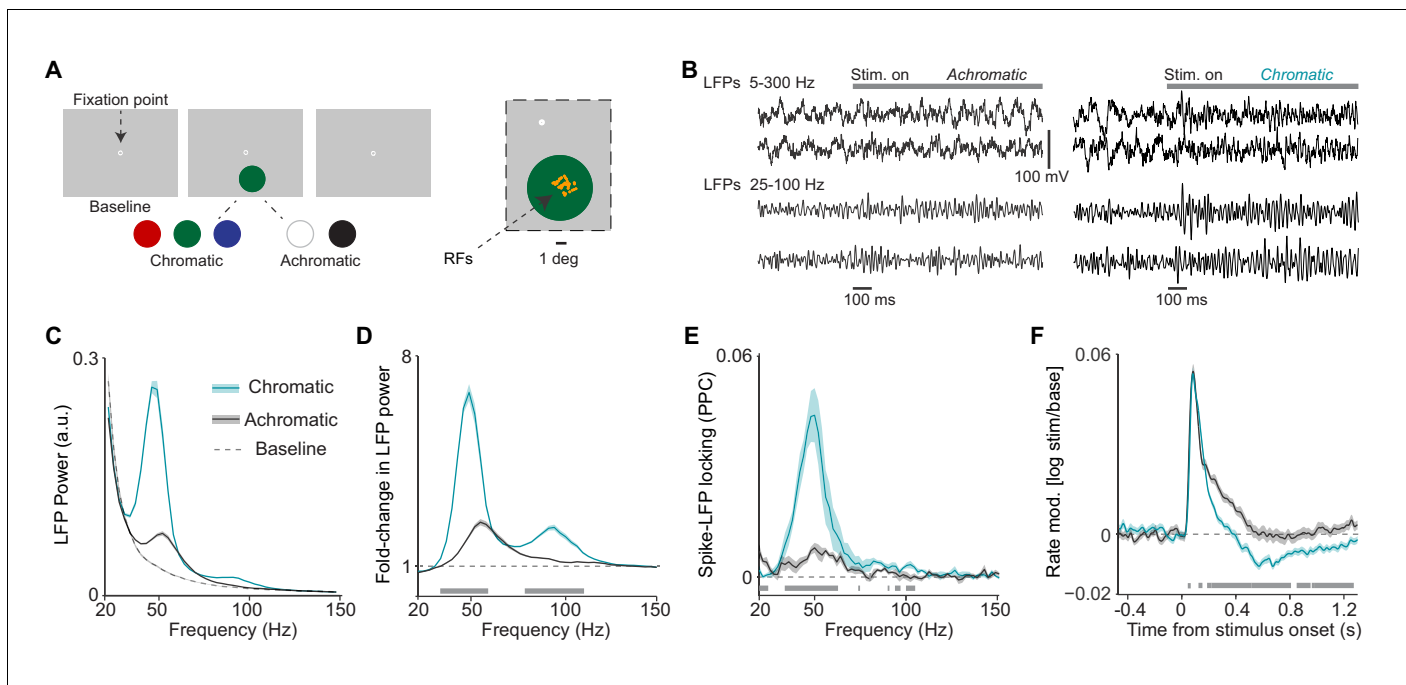 A
Fixation point
Baseline
Chromatic
Achromatic
RFs
1 deg
B
LFPs 5-300 Hz
Stim. on
Achromatic
Stim. on
Chromatic
100 mV
LFPs 25-100 Hz
100 ms
100 ms
C
0.3
LFP Power (a.u.)
0
20
50
150
Frequency (Hz)
Chromatic
Achromatic
Baseline
D
8
Fold-change in LFP power
1
20
50
100
150
Frequency (Hz)
E
0.06
Spike-LFP locking (PPC)
0
20
50
100
150
Frequency (Hz)
F
0.06
Rate mod. [log stim/base]
0
−0.02
-0.4
0
0.4
0.8
1.2
Time from stimulus onset (s)